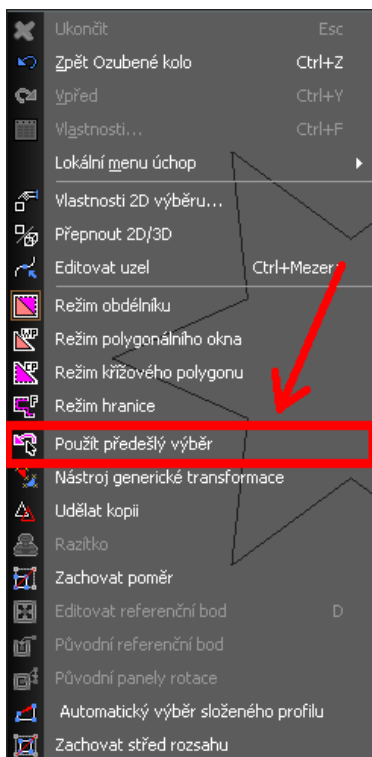 Ukončit Esc
Zpět Ozubené kolo Ctrl+Z
Vpřed Ctrl+Y
Vlastnosti... Ctrl+F
Lokální menu úchop
Vlastnosti 2D výběru...
Přepnout 2D/3D
Editovat uzel Ctrl+Mezera
Režim obdélníku
Režim polygonálního okna
Režim křížového polygonu
Režim hranice
Použít předešlý výběr
Nástroj generické transformace
Udělat kopii
Razítko
Zachovat poměr
Editovat referenční bod D
Původní referenční bod
Původní panely rotace
Automatický výběr složeného profilu
Zachovat střed rozsahu